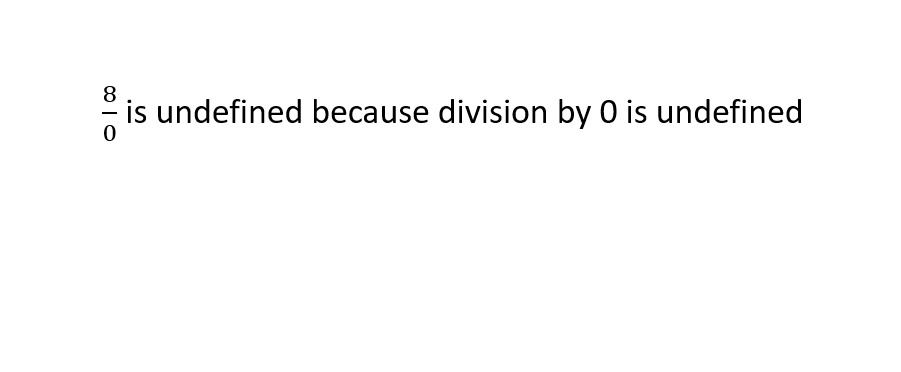 8/0 is undefined because division by 0 is undefined